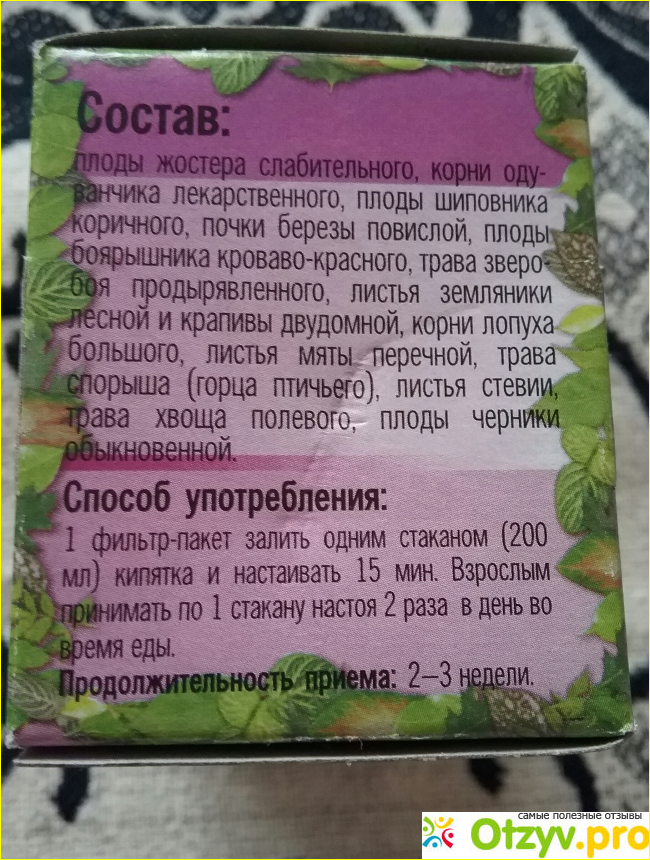 Состав:
плоды жостера слабительного, корни оду-
ванчика лекарственного, плоды шиповника
коричного, почки березы повислой, плоды
боярышника кроваво-красного, трава зверо-
боя продырявленного, листья земляники
лесной и крапивы двудомной, корни лопуха
большого, листья мяты перечной, трава
спорыша (горца птичьего), листья стевии,
трава хвоща полевого, плоды черники
обыкновенной.
Способ употребления:
1 фильтр-пакет залить одним стаканом (200
мл) кипятка и настаивать 15 мин. Взрослым
принимать по 1 стакану настоя 2 раза в день во
время еды.
Продолжительность приема: 2–3 недели.
самые полезные отзывы
Otzyv.pro